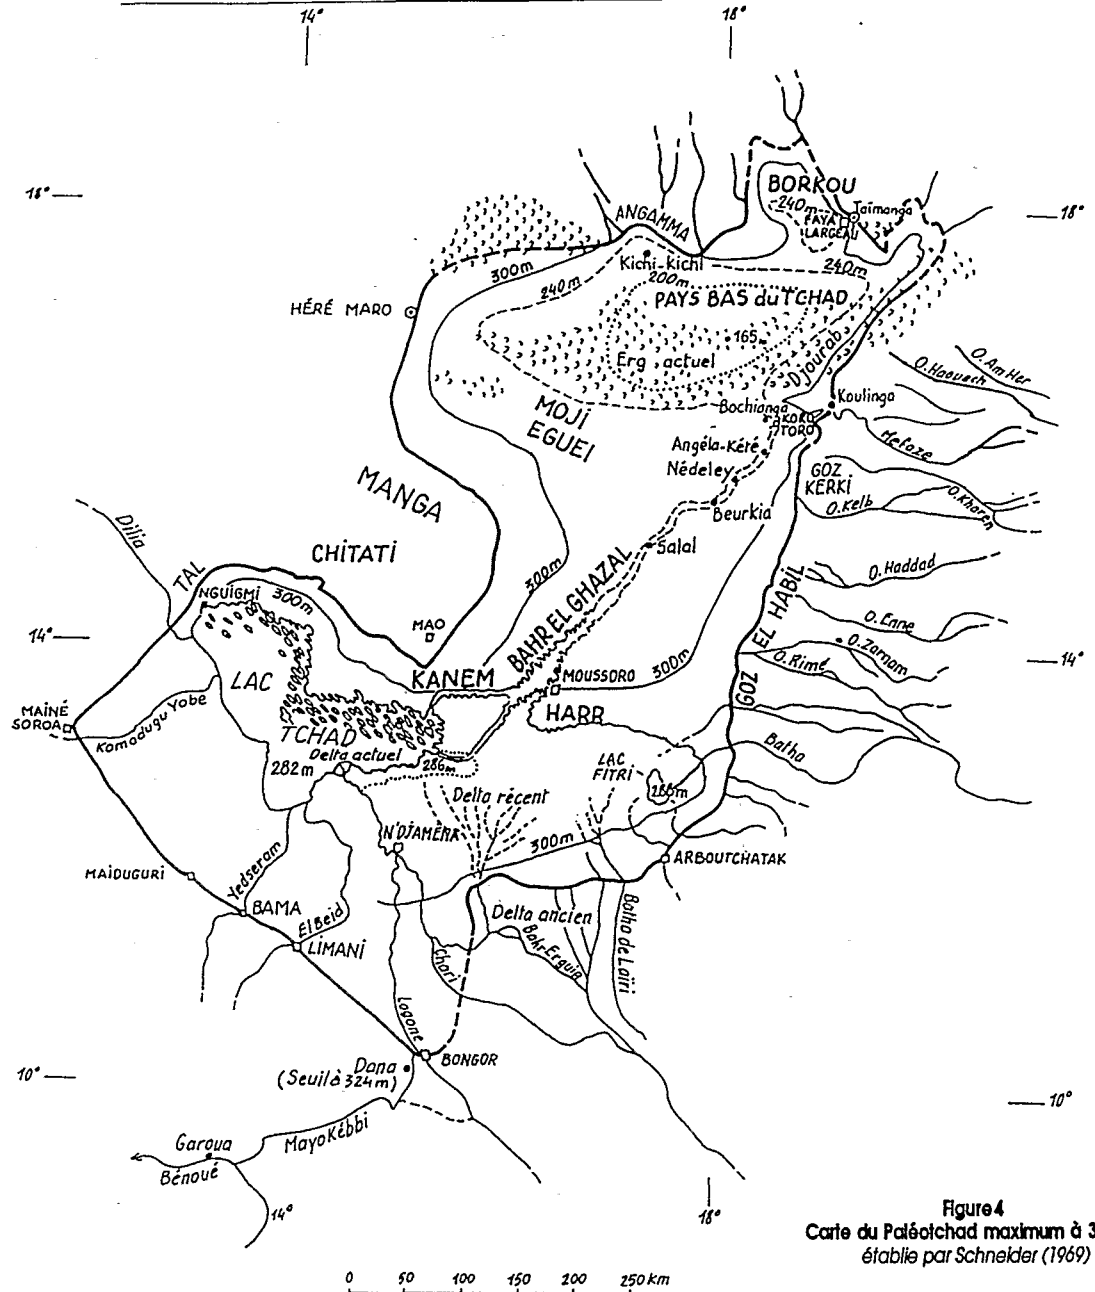 14°
18°
18°
18°
BORKOU
240m
FAYA
LARGEAU
Taïmanga
ANGAMMA
Kichi-kichi
300m
240m
240m
200m
PAYS BAS du TCHAD
HÉRÉ MARO
165
Erg actuel
Djourab
O. Haouach
O. Am Her
Koulinga
Bochianga
KORO
TORO
MOJI
EGUEI
Angéla-Kété
Nédeley
GOZ
KERKI
O. Kelb
O. Kharen
Beurkia
MANGA
Dilia
CHITATI
Salal
TAL
NGUIGMI
300m
300m
BAHR EL GHAZAL
O. Haddad
EL HABIL
GOZ
O. Enne
O. Zarnam
O. Rimé
14°
14°
MAO
KANEM
MOUSSORO
300m
HARR
LAC
TCHAD
MAÏNÉ
SOROA
Komadugu Yobe
Batha
Delta actuel
282m
286m
LAC
FITRI
286m
Delta récent
N'DJAMÉNA
300m
ARBOUTCHATAK
MAÏDUGURI
Yedseram
BAMA
El Beid
LIMANI
Delta ancien
Bahr Erguig
Batha de Laïri
Chari
Logone
BONGOR
Dana
(Seuil à 324m)
10°
10°
Mayo Kébbi
Garoua
Bénoué
14°
18°
Figure 4
Carte du Paléotchad maximum à 3
établie par Schneider (1969)
0 50 100 150 200 250 km